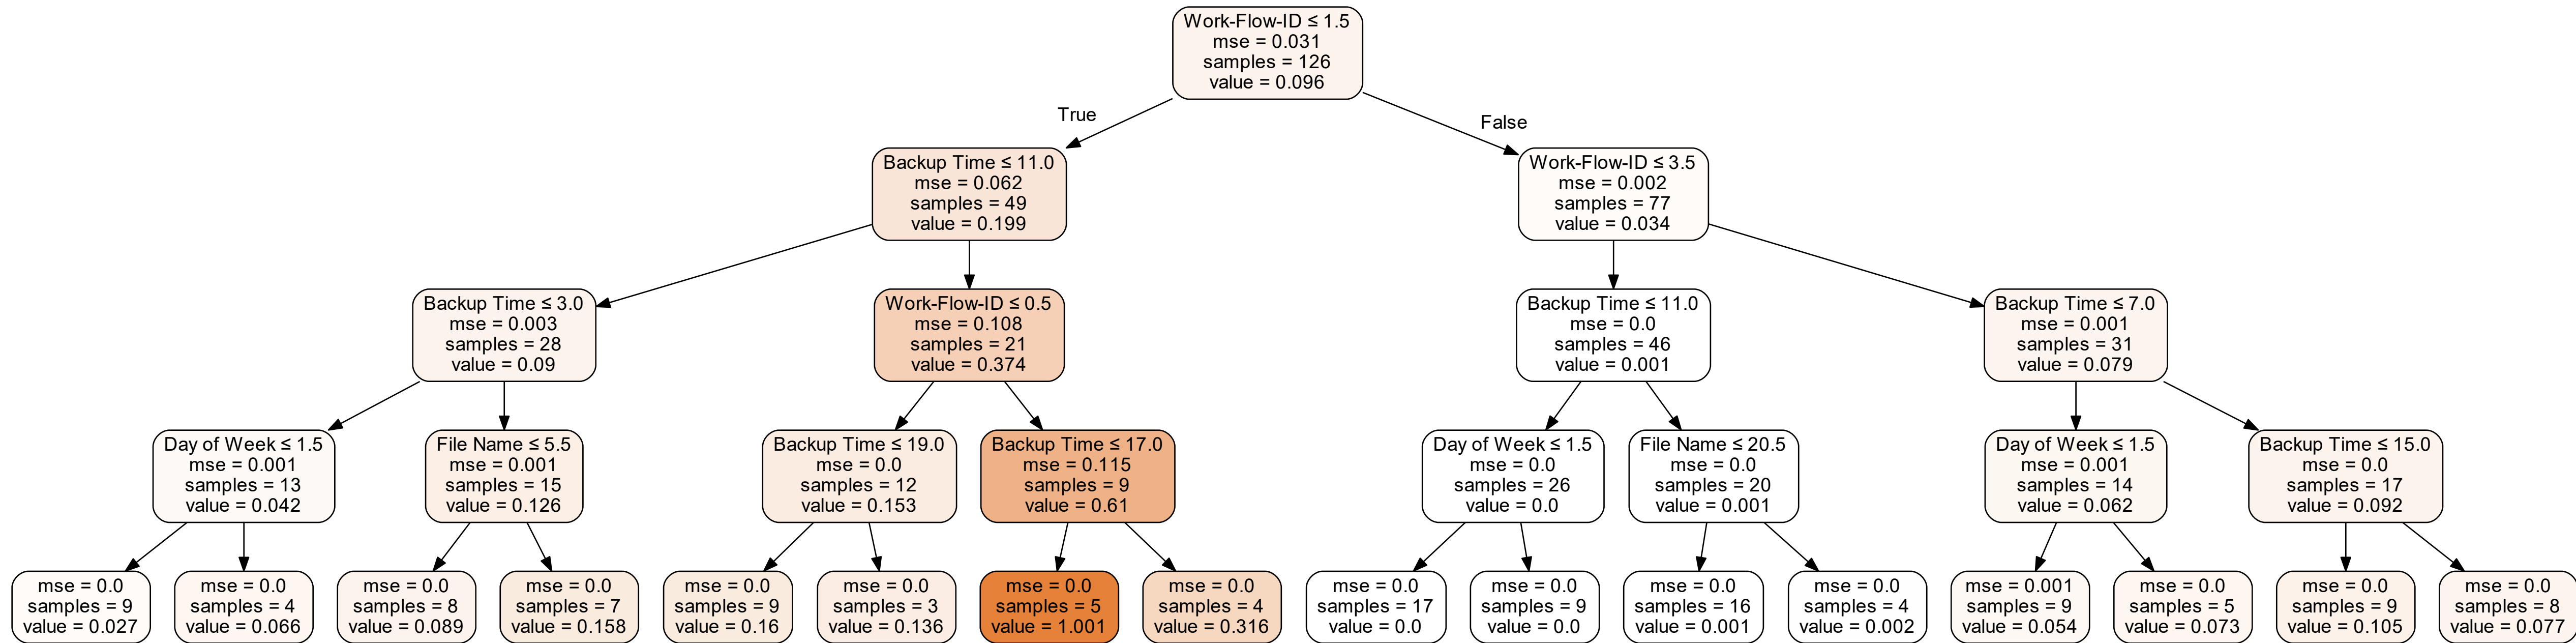 Work-Flow-ID ≤ 1.5
mse = 0.031
samples = 126
value = 0.096
True
False
Backup Time ≤ 11.0
mse = 0.062
samples = 49
value = 0.199
Work-Flow-ID ≤ 3.5
mse = 0.002
samples = 77
value = 0.034
Backup Time ≤ 3.0
mse = 0.003
samples = 28
value = 0.09
Work-Flow-ID ≤ 0.5
mse = 0.108
samples = 21
value = 0.374
Backup Time ≤ 11.0
mse = 0.0
samples = 46
value = 0.001
Backup Time ≤ 7.0
mse = 0.001
samples = 31
value = 0.079
Day of Week ≤ 1.5
mse = 0.001
samples = 13
value = 0.042
File Name ≤ 5.5
mse = 0.001
samples = 15
value = 0.126
Backup Time ≤ 19.0
mse = 0.0
samples = 12
value = 0.153
Backup Time ≤ 17.0
mse = 0.115
samples = 9
value = 0.61
Day of Week ≤ 1.5
mse = 0.0
samples = 26
value = 0.0
File Name ≤ 20.5
mse = 0.0
samples = 20
value = 0.001
Day of Week ≤ 1.5
mse = 0.001
samples = 14
value = 0.062
Backup Time ≤ 15.0
mse = 0.0
samples = 17
value = 0.092
mse = 0.0
samples = 9
value = 0.027
mse = 0.0
samples = 4
value = 0.066
mse = 0.0
samples = 8
value = 0.089
mse = 0.0
samples = 7
value = 0.158
mse = 0.0
samples = 9
value = 0.16
mse = 0.0
samples = 3
value = 0.136
mse = 0.0
samples = 5
value = 1.001
mse = 0.0
samples = 4
value = 0.316
mse = 0.0
samples = 17
value = 0.0
mse = 0.0
samples = 9
value = 0.0
mse = 0.0
samples = 16
value = 0.001
mse = 0.0
samples = 4
value = 0.002
mse = 0.001
samples = 9
value = 0.054
mse = 0.0
samples = 5
value = 0.073
mse = 0.0
samples = 9
value = 0.105
mse = 0.0
samples = 8
value = 0.077